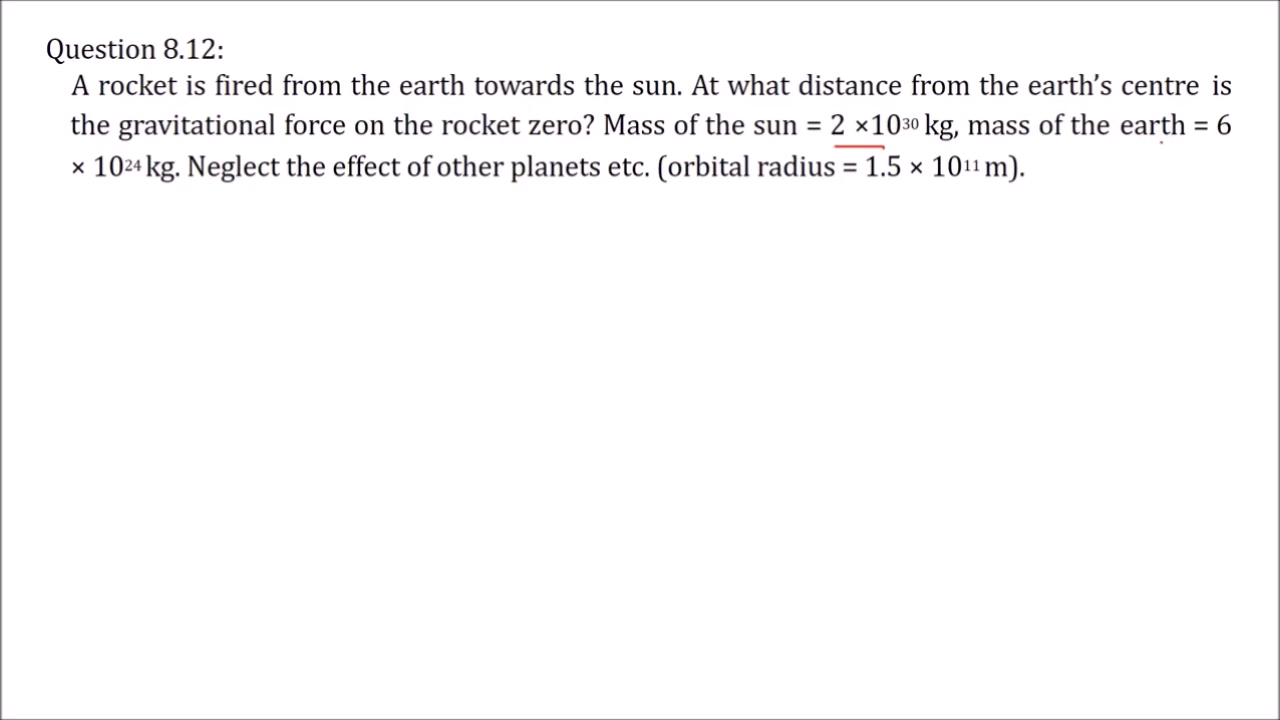 Question 8.12:
A rocket is fired from the earth towards the sun. At what distance from the earth’s centre is
the gravitational force on the rocket zero? Mass of the sun = 2 ×10³⁰ kg, mass of the earth = 6
× 10²⁴ kg. Neglect the effect of other planets etc. (orbital radius = 1.5 × 10¹¹ m).